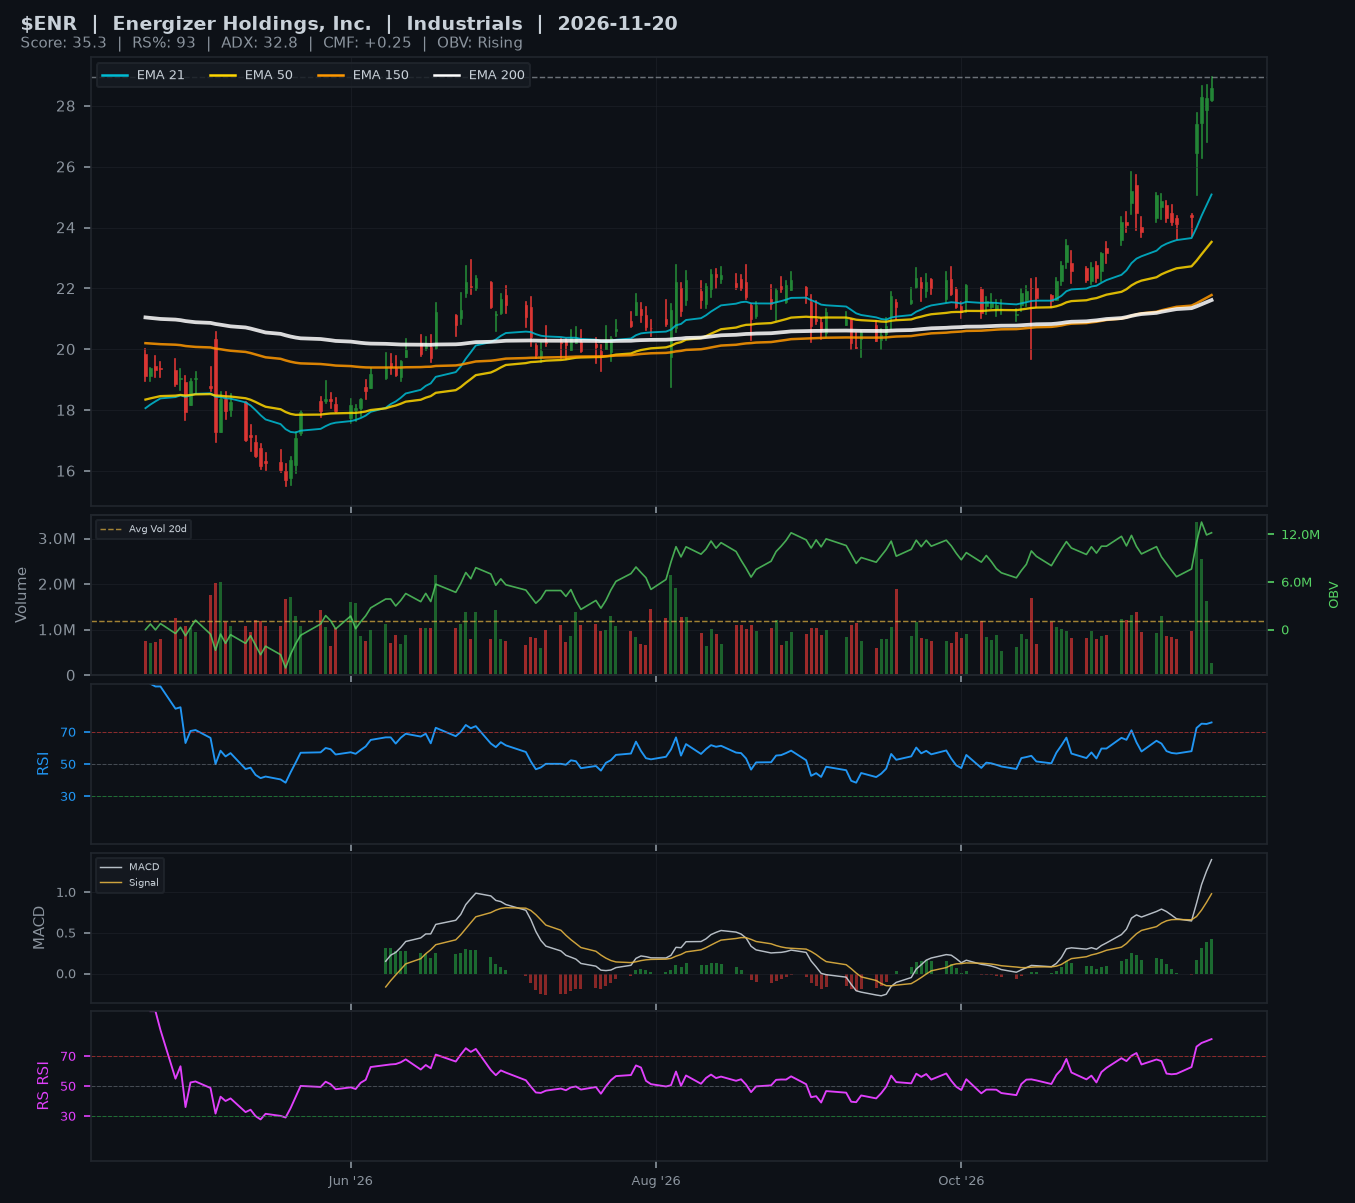 $ENR | Energizer Holdings, Inc. | Industrials | 2026-11-20
Score: 35.3 | RS%: 93 | ADX: 32.8 | CMF: +0.25 | OBV: Rising
EMA 21 EMA 50 EMA 150 EMA 200
28
26
24
22
20
18
16
Avg Vol 20d
3.0M
2.0M
1.0M
0
Volume
12.0M
6.0M
0
OBV
70
50
30
RSI
MACD
Signal
1.0
0.5
0.0
MACD
70
50
30
RS RSI
Jun '26 Aug '26 Oct '26